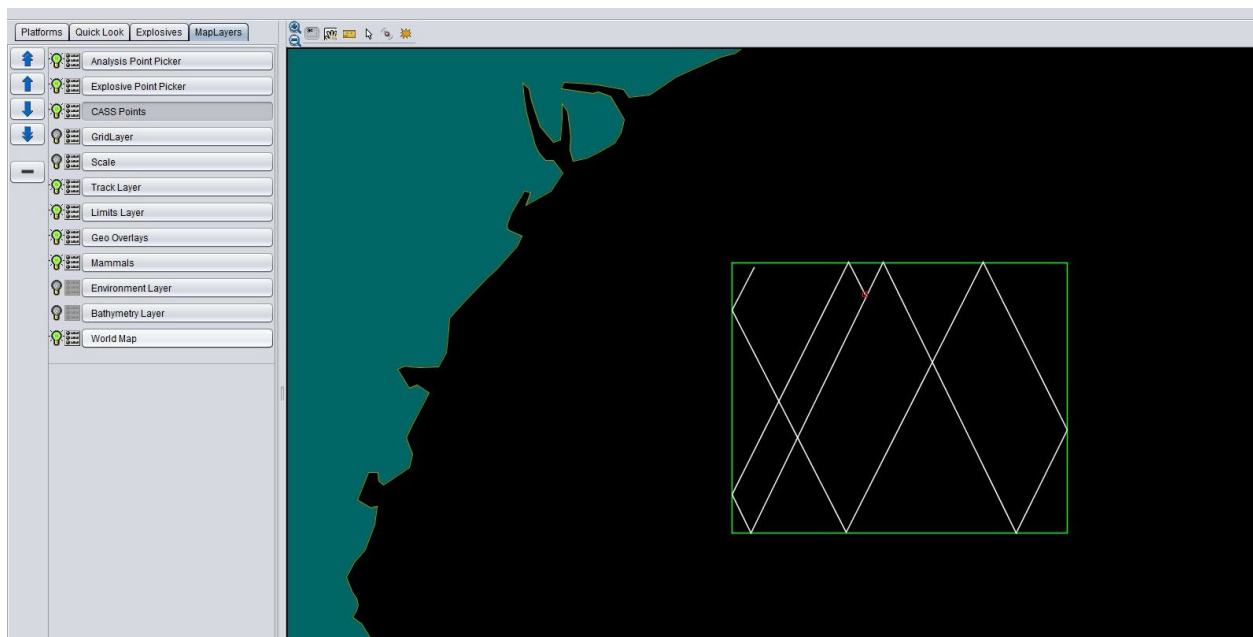 Platforms Quick Look Explosives MapLayers
Analysis Point Picker
Explosive Point Picker
CASS Points
GridLayer
Scale
Track Layer
Limits Layer
Geo Overlays
Mammals
Environment Layer
Bathymetry Layer
World Map